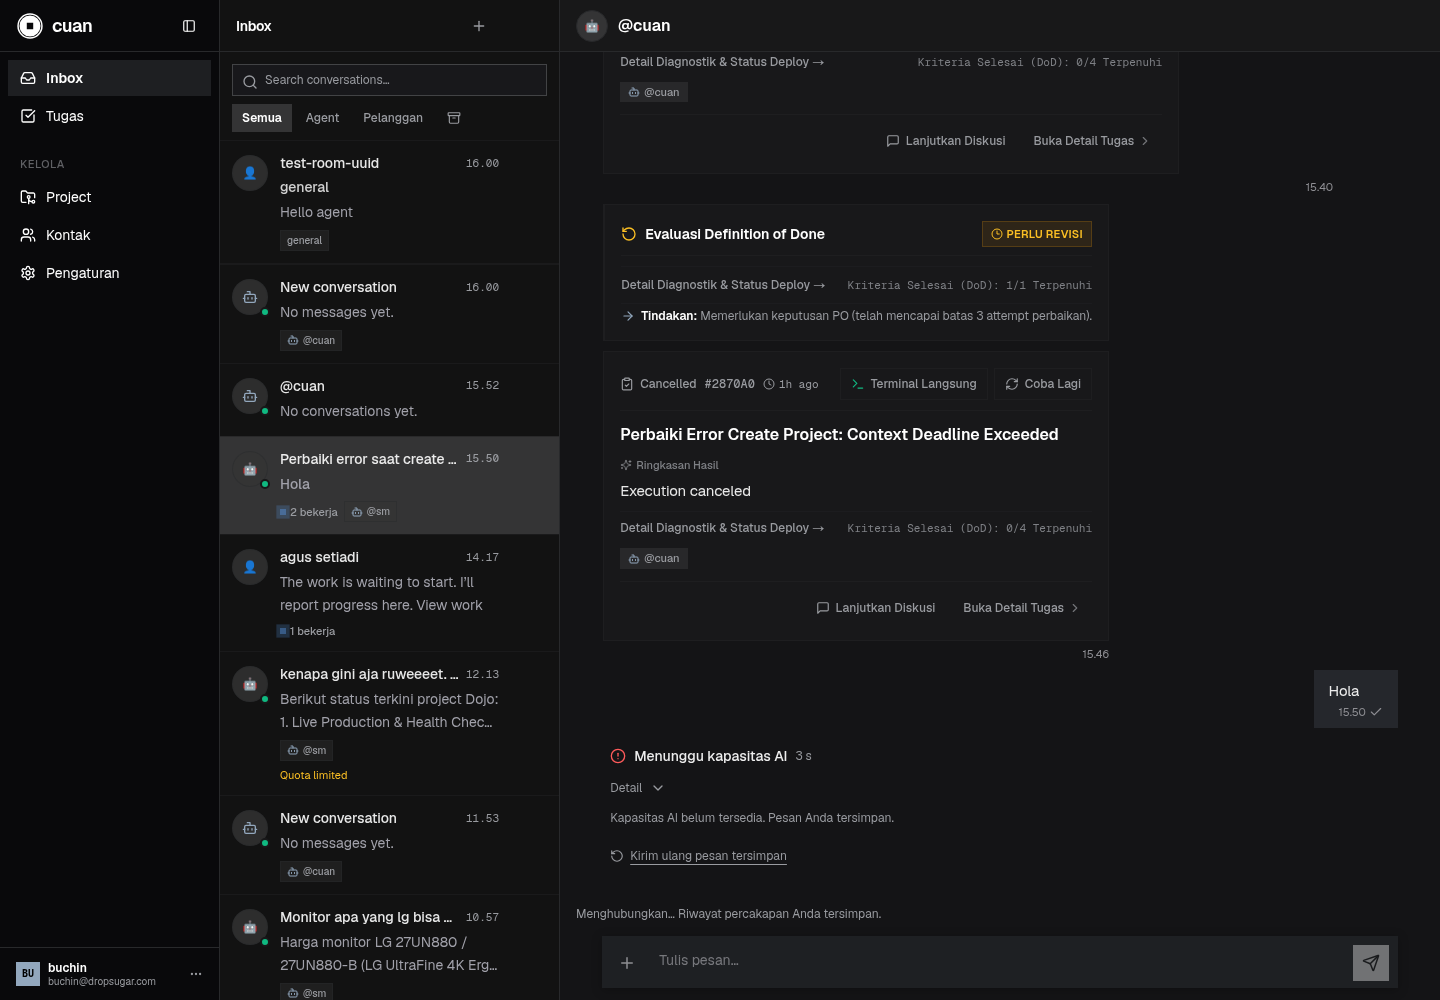 cuan
Inbox
Tugas
KELOLA
Project
Kontak
Pengaturan
BU
buchin
buchin@dropsugar.com
Inbox
Search conversations...
Semua
Agent
Pelanggan
test-room-uuid
16.00
general
Hello agent
general
New conversation
16.00
No messages yet.
@cuan
@cuan
15.52
No conversations yet.
Perbaiki error saat create ...
15.50
Hola
2 bekerja
@sm
agus setiadi
14.17
The work is waiting to start. I'll
report progress here. View work
1 bekerja
kenapa gini aja ruweeeet. ...
12.13
Berikut status terkini project Dojo:
1. Live Production & Health Chec...
@sm
Quota limited
New conversation
11.53
No messages yet.
@cuan
Monitor apa yang lg bisa ...
10.57
Harga monitor LG 27UN880 /
27UN880-B (LG UltraFine 4K Erg...
@sm
@cuan
Detail Diagnostik & Status Deploy →
Kriteria Selesai (DoD): 0/4 Terpenuhi
@cuan
Lanjutkan Diskusi
Buka Detail Tugas
15.40
Evaluasi Definition of Done
PERLU REVISI
Detail Diagnostik & Status Deploy →
Kriteria Selesai (DoD): 1/1 Terpenuhi
Tindakan: Memerlukan keputusan PO (telah mencapai batas 3 attempt perbaikan).
Cancelled #2870A0 1h ago
Terminal Langsung
Coba Lagi
Perbaiki Error Create Project: Context Deadline Exceeded
Ringkasan Hasil
Execution canceled
Detail Diagnostik & Status Deploy →
Kriteria Selesai (DoD): 0/4 Terpenuhi
@cuan
Lanjutkan Diskusi
Buka Detail Tugas
15.46
Hola
15.50
Menunggu kapasitas AI 3 s
Detail
Kapasitas AI belum tersedia. Pesan Anda tersimpan.
Kirim ulang pesan tersimpan
Menghubungkan... Riwayat percakapan Anda tersimpan.
Tulis pesan...